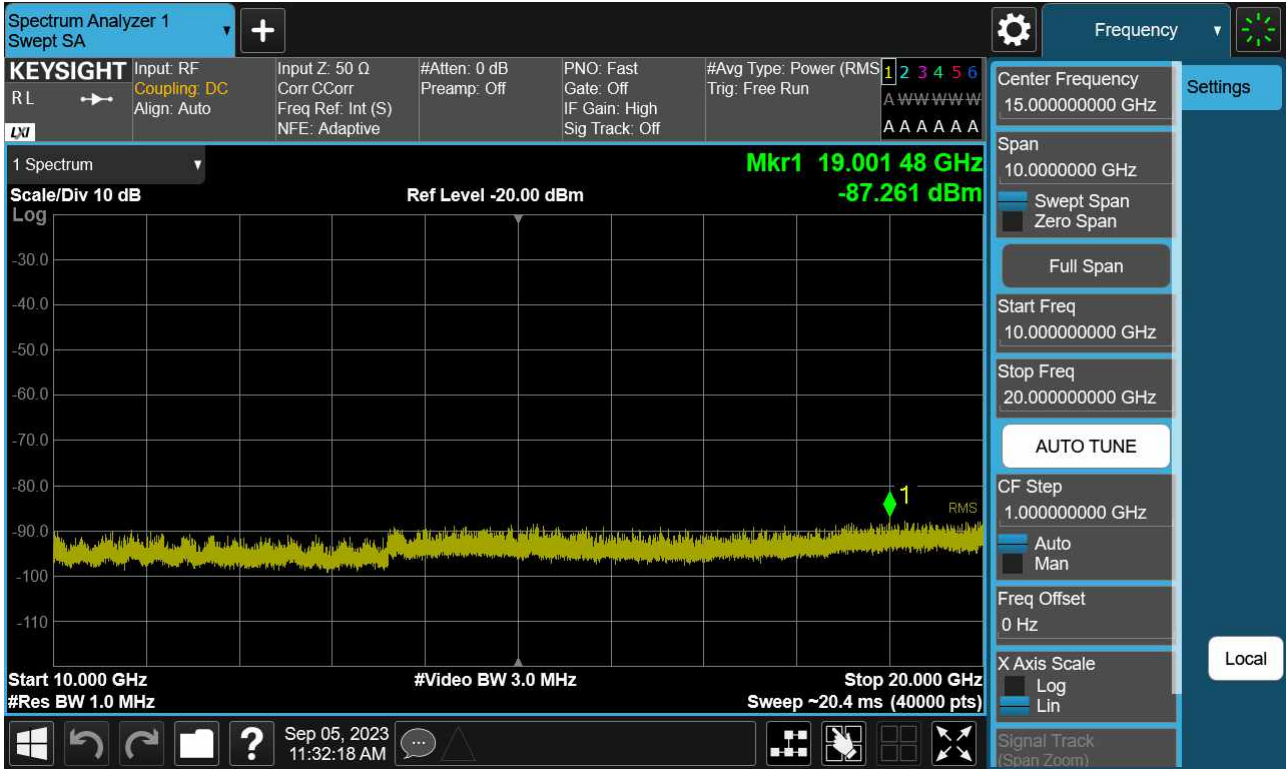 Spectrum Analyzer 1
Swept SA
Frequency
KEYSIGHT
R L
LXI
Input: RF
Coupling: DC
Align: Auto
Input Z: 50 Ω
Corr CCorr
Freq Ref: Int (S)
NFE: Adaptive
#Atten: 0 dB
Preamp: Off
PNO: Fast
Gate: Off
IF Gain: High
Sig Track: Off
#Avg Type: Power (RMS
Trig: Free Run
1 2 3 4 5 6
A W W W W W
A A A A A A
1 Spectrum
Scale/Div 10 dB
Ref Level -20.00 dBm
Mkr1 19.001 48 GHz
-87.261 dBm
Log
-30.0
-40.0
-50.0
-60.0
-70.0
-80.0
-90.0
-100
-110
1
RMS
Start 10.000 GHz
#Video BW 3.0 MHz
Stop 20.000 GHz
#Res BW 1.0 MHz
Sweep ~20.4 ms (40000 pts)
?
Sep 05, 2023
11:32:18 AM
Center Frequency
15.000000000 GHz
Span
10.0000000 GHz
Swept Span
Zero Span
Full Span
Start Freq
10.000000000 GHz
Stop Freq
20.000000000 GHz
AUTO TUNE
CF Step
1.000000000 GHz
Auto
Man
Freq Offset
0 Hz
X Axis Scale
Log
Lin
Signal Track
(Span Zoom)
Settings
Local